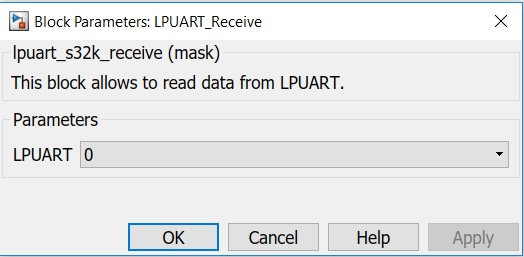 Block Parameters: LPUART_Receive
lpuart_s32k_receive (mask)
This block allows to read data from LPUART.
Parameters
LPUART 0
OK Cancel Help Apply